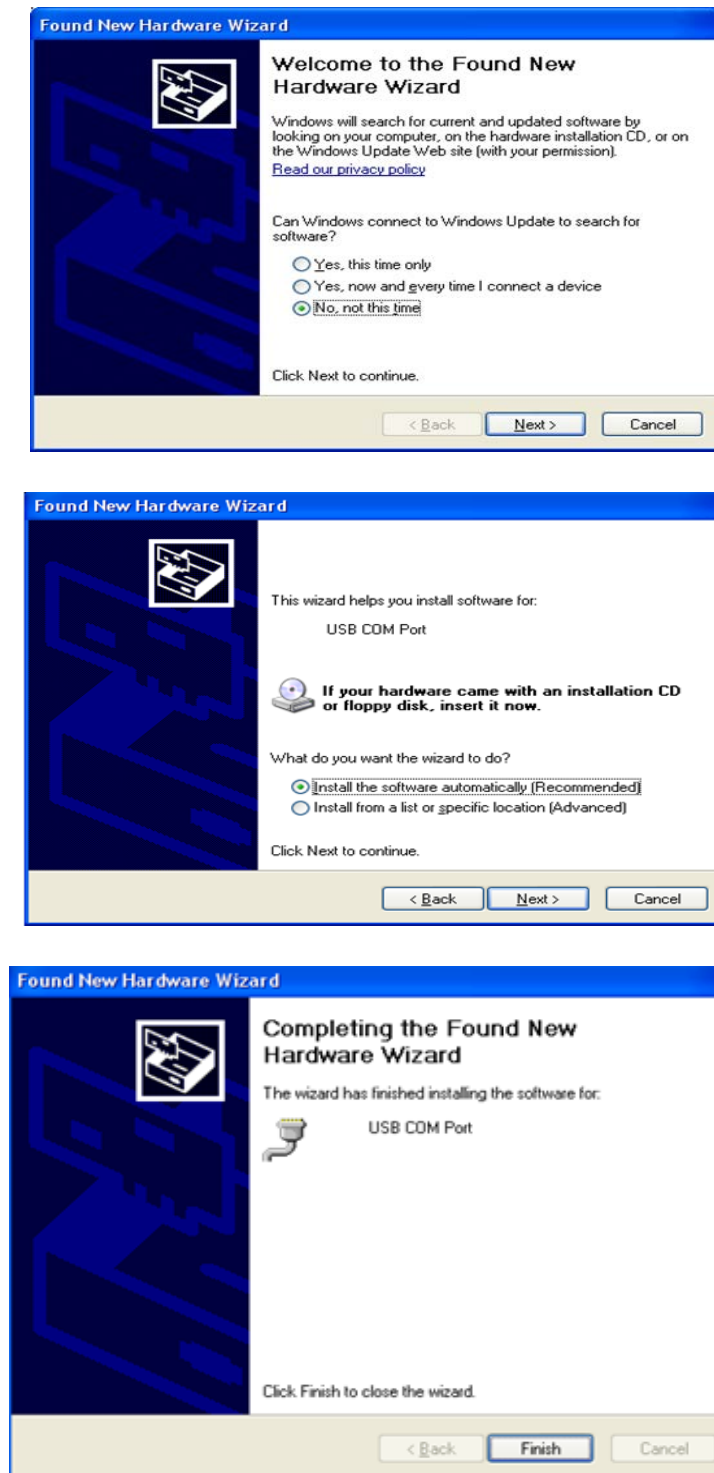 Found New Hardware Wizard
Welcome to the Found New
Hardware Wizard
Windows will search for current and updated software by
looking on your computer, on the hardware installation CD, or on
the Windows Update Web site (with your permission).
Read our privacy policy
Can Windows connect to Windows Update to search for
software?
Yes, this time only
Yes, now and every time I connect a device
No, not this time
Click Next to continue.
< Back Next > Cancel
Found New Hardware Wizard
This wizard helps you install software for:
USB COM Port
If your hardware came with an installation CD
or floppy disk, insert it now.
What do you want the wizard to do?
Install the software automatically (Recommended)
Install from a list or specific location (Advanced)
Click Next to continue.
< Back Next > Cancel
Found New Hardware Wizard
Completing the Found New
Hardware Wizard
The wizard has finished installing the software for:
USB COM Port
Click Finish to close the wizard.
< Back Finish Cancel